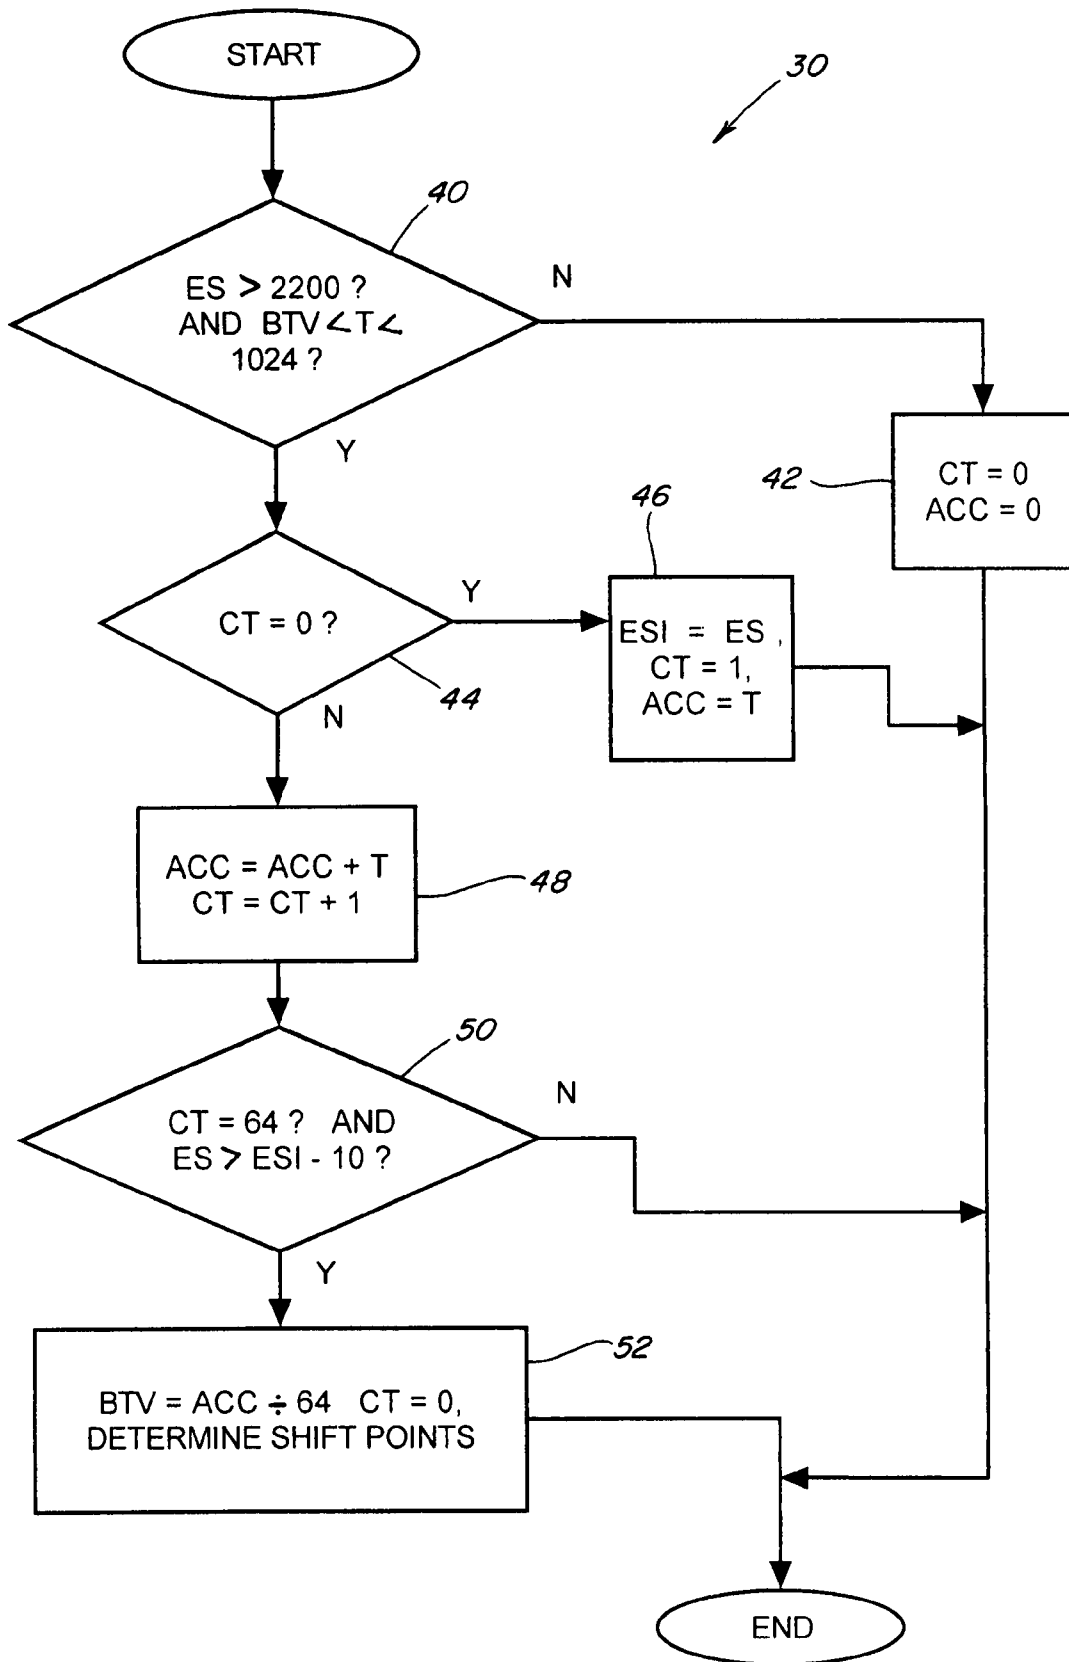 START
30
40
ES > 2200 ?
AND BTV < T <
1024 ?
N
Y
42
CT = 0
ACC = 0
46
CT = 0 ?
Y
44
N
ESI = ES ,
CT = 1,
ACC = T
ACC = ACC + T
CT = CT + 1
48
50
CT = 64 ? AND
ES > ESI - 10 ?
N
Y
52
BTV = ACC ÷ 64 CT = 0,
DETERMINE SHIFT POINTS
END